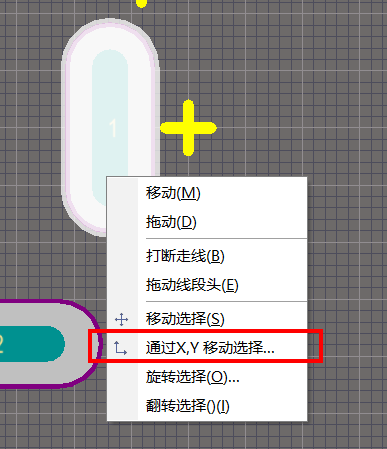 1
移动(M)
拖动(D)
打断走线(B)
拖动线段头(E)
移动选择(S)
通过X,Y 移动选择...
2
旋转选择(O)...
翻转选择()(I)